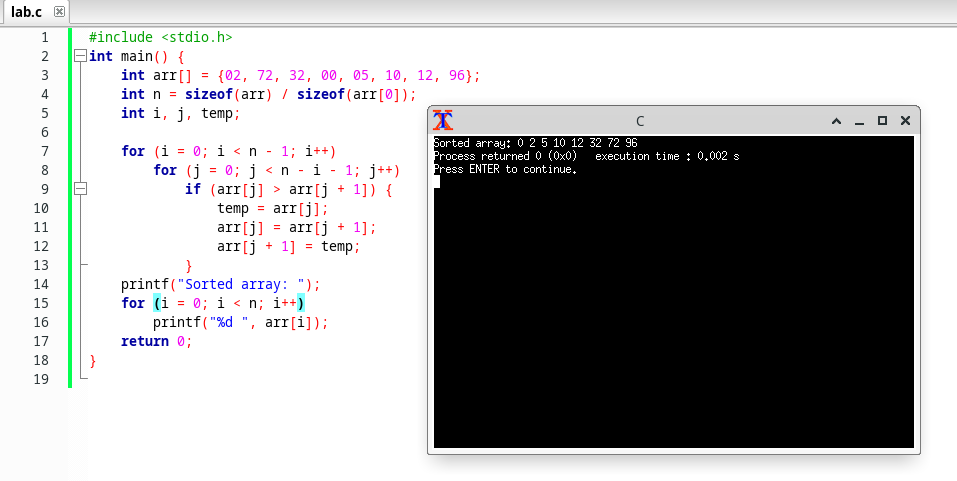 lab.c
1 #include <stdio.h>
2 int main() {
3     int arr[] = {02, 72, 32, 00, 05, 10, 12, 96};
4     int n = sizeof(arr) / sizeof(arr[0]);
5     int i, j, temp;
6
7     for (i = 0; i < n - 1; i++)
8         for (j = 0; j < n - i - 1; j++)
9             if (arr[j] > arr[j + 1]) {
10                 temp = arr[j];
11                 arr[j] = arr[j + 1];
12                 arr[j + 1] = temp;
13             }
14     printf("Sorted array: ");
15     for (i = 0; i < n; i++)
16         printf("%d ", arr[i]);
17     return 0;
18 }
19
C
Sorted array: 0 2 5 10 12 32 72 96
Process returned 0 (0x0)   execution time : 0.002 s
Press ENTER to continue.